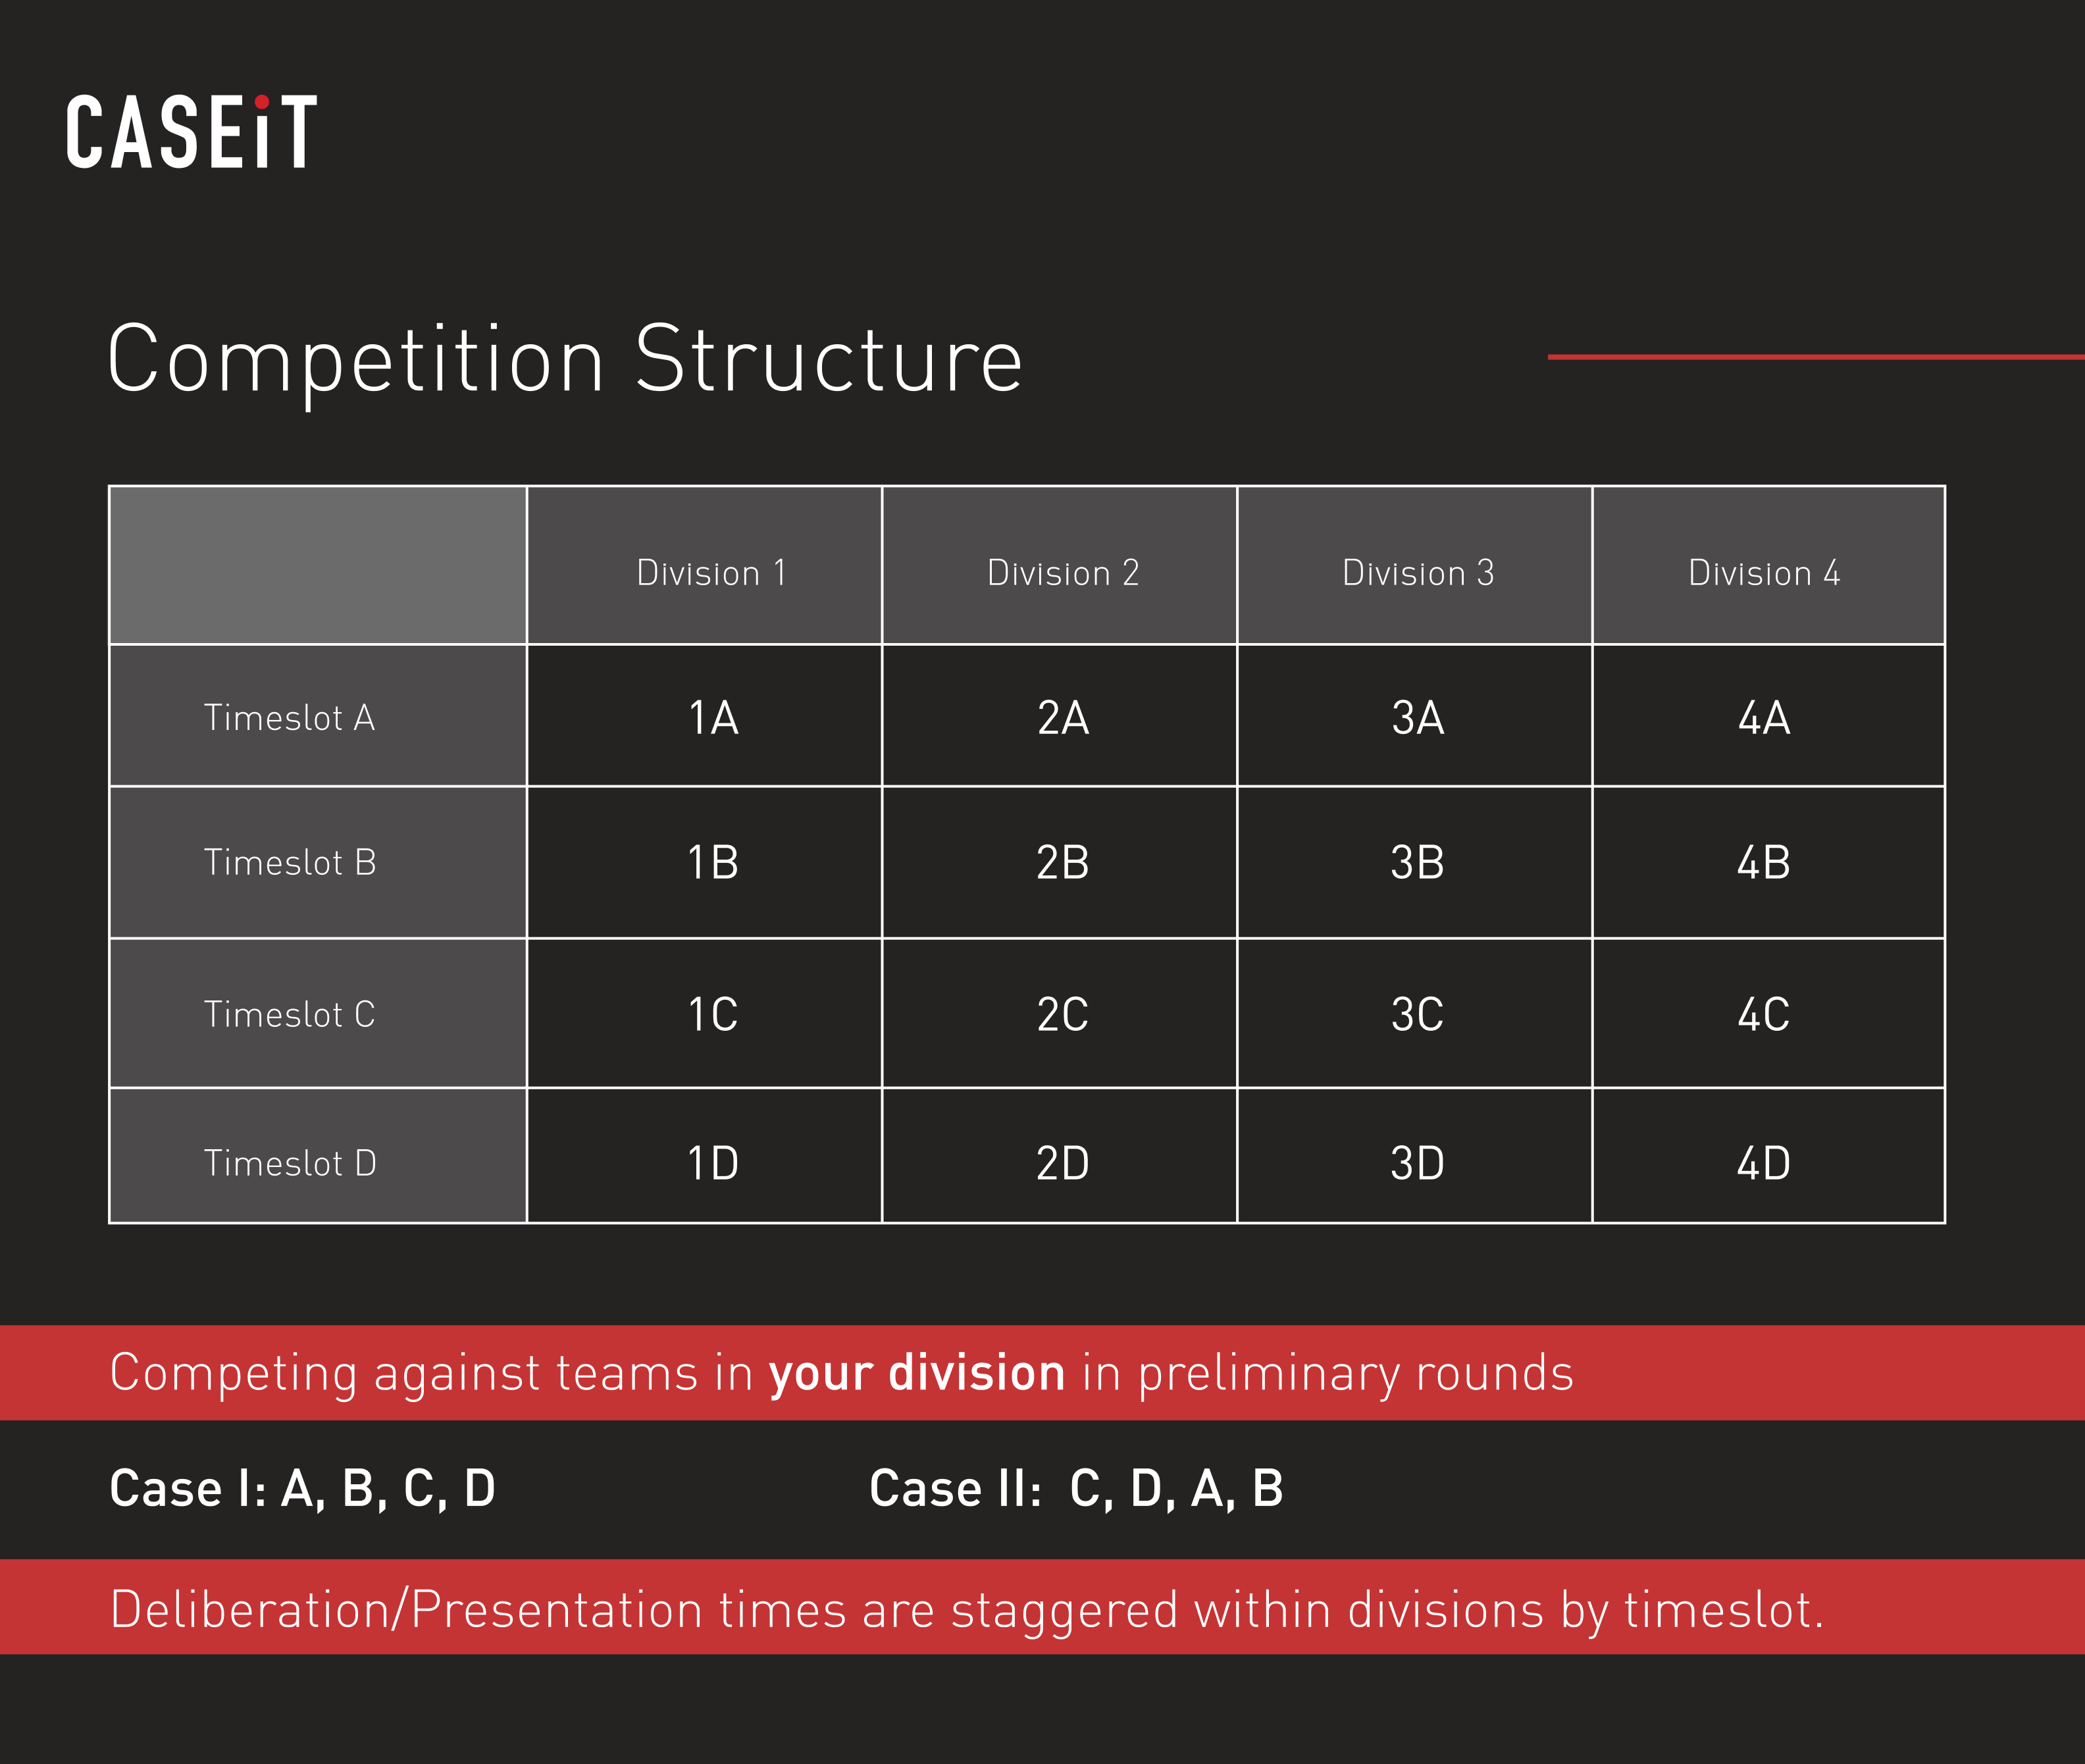 CASEiT
Competition Structure
Division 1 Division 2 Division 3 Division 4
Timeslot A 1A 2A 3A 4A
Timeslot B 1B 2B 3B 4B
Timeslot C 1C 2C 3C 4C
Timeslot D 1D 2D 3D 4D
Competing against teams in your division in preliminary rounds
Case I: A, B, C, D Case II: C, D, A, B
Deliberation/Presentation times are staggered within divisions by timeslot.